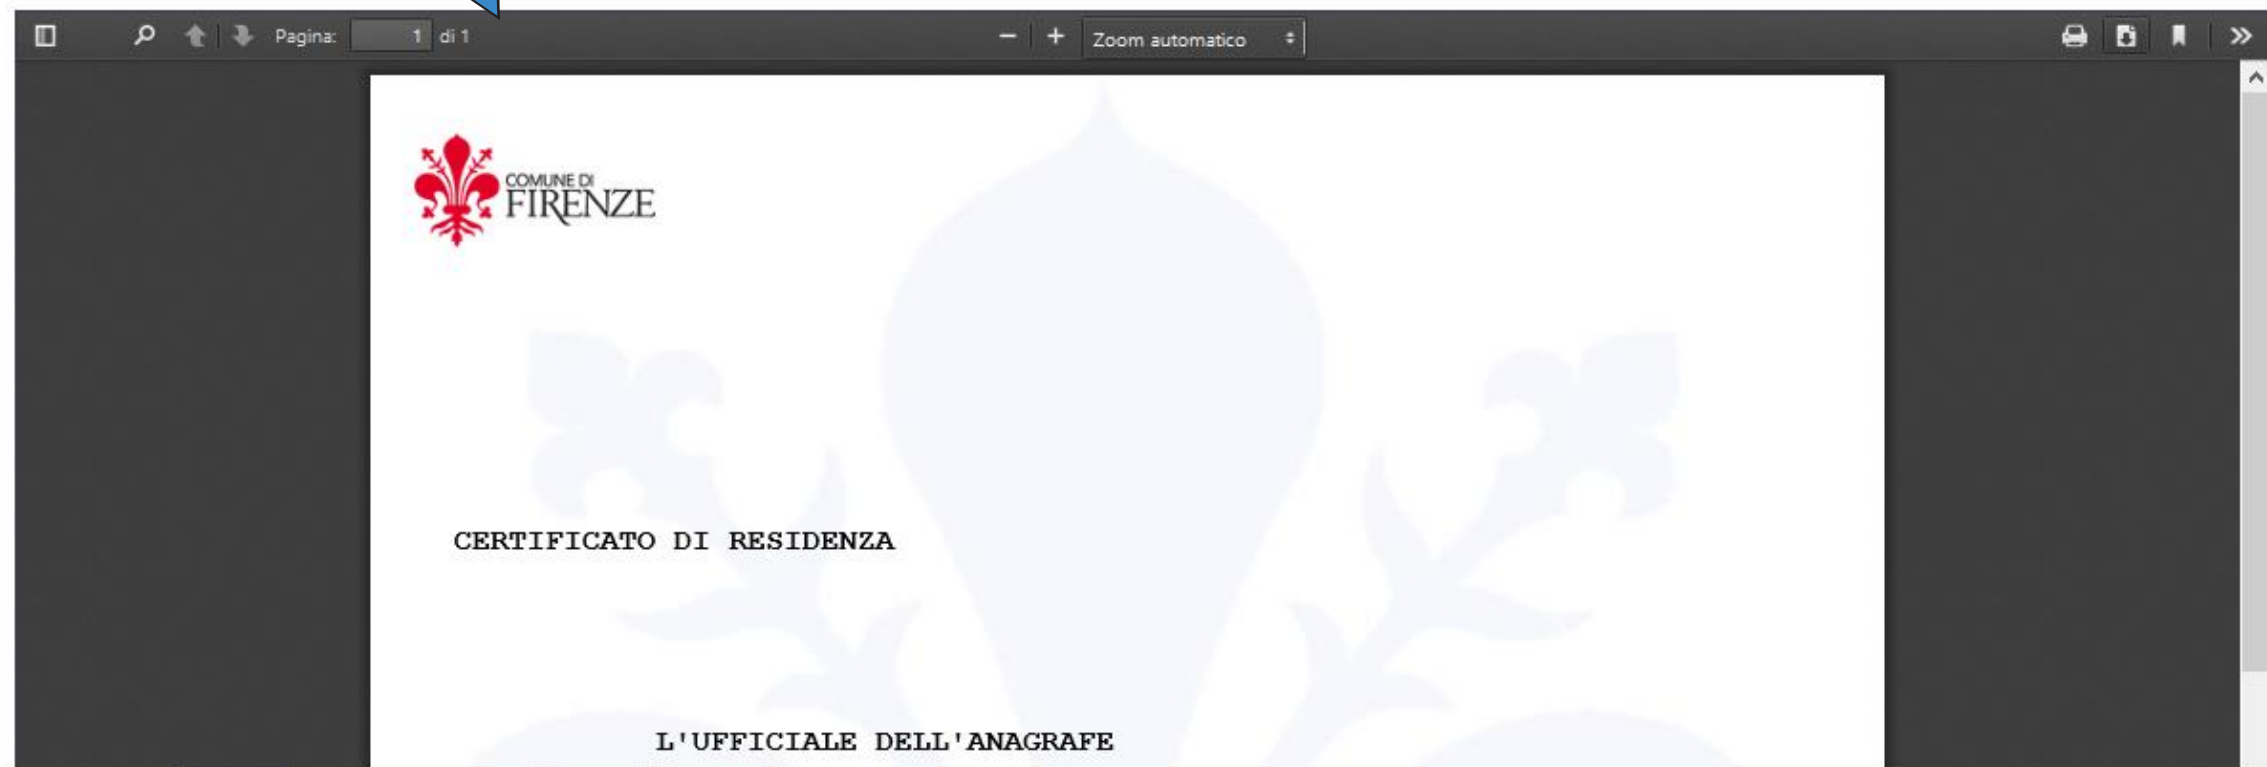 Pagina: 1 di 1
Zoom automatico
COMUNE DI
FIRENZE
CERTIFICATO DI RESIDENZA
L'UFFICIALE DELL'ANAGRAFE